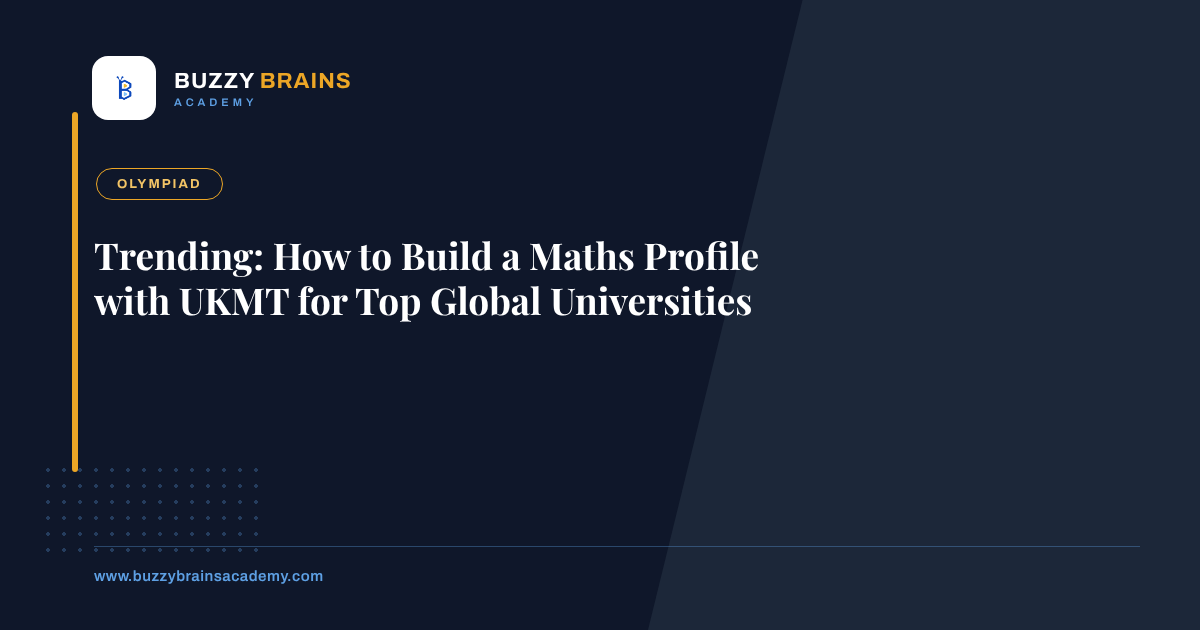 BUZZY BRAINS
ACADEMY
OLYMPIAD
Trending: How to Build a Maths Profile
with UKMT for Top Global Universities
www.buzzybrainsacademy.com